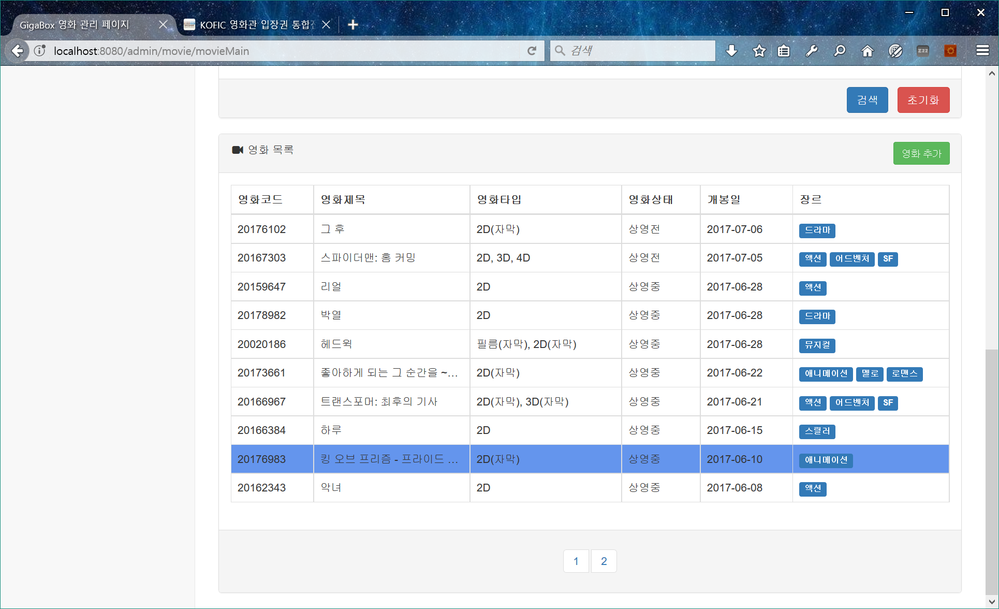 GigaBox 영화 관리 페이지
KOFIC 영화관 입장권 통합
localhost:8080/admin/movie/movieMain
검색
검색
초기화
영화 목록
영화 추가
영화코드 영화제목 영화타입 영화상태 개봉일 장르
20176102 그 후 2D(자막) 상영전 2017-07-06 드라마
20167303 스파이더맨: 홈 커밍 2D, 3D, 4D 상영전 2017-07-05 액션 어드벤처 SF
20159647 리얼 2D 상영중 2017-06-28 액션
20178982 박열 2D 상영중 2017-06-28 드라마
20020186 헤드윅 필름(자막), 2D(자막) 상영중 2017-06-28 뮤지컬
20173661 좋아하게 되는 그 순간을 ~... 2D(자막) 상영중 2017-06-22 애니메이션 멜로 로맨스
20166967 트랜스포머: 최후의 기사 2D(자막), 3D(자막) 상영중 2017-06-21 액션 어드벤처 SF
20166384 하루 2D 상영중 2017-06-15 스릴러
20176983 킹 오브 프리즘 - 프라이드 ... 2D(자막) 상영중 2017-06-10 애니메이션
20162343 악녀 2D 상영중 2017-06-08 액션
1 2